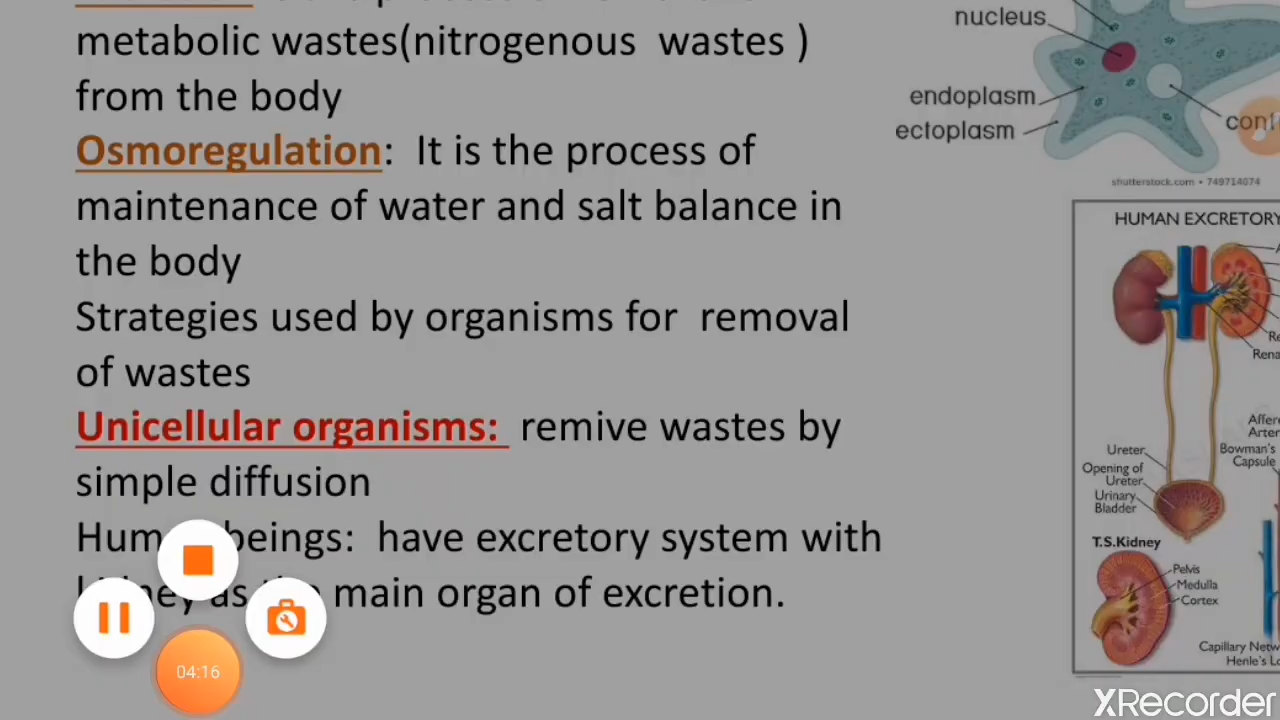 metabolic wastes(nitrogenous wastes )
from the body
Osmoregulation: It is the process of
maintenance of water and salt balance in
the body
Strategies used by organisms for removal
of wastes
Unicellular organisms: remive wastes by
simple diffusion
beings: have excretory system with
as main organ of excretion.
04:16
nucleus
endoplasm
ectoplasm
shutterstock.com • 749714074
HUMAN EXCRETORY
Ureter
Opening of
Ureter
Urinary
Bladder
Bowman's
Capsule
T.S.Kidney
Pelvis
Medulla
Cortex
Capillary
XRecorder